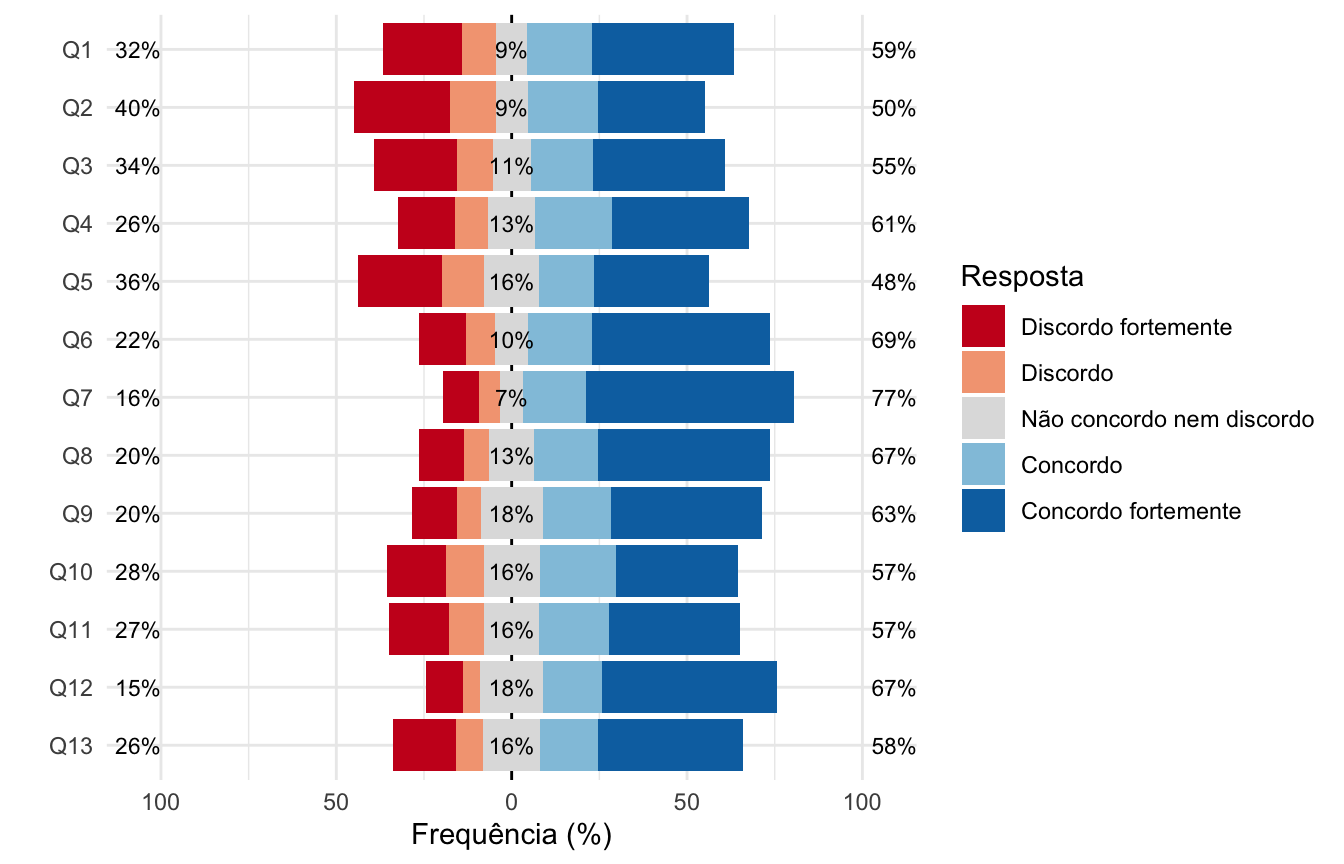 Q1 32% 9% 59%
Q2 40% 9% 50%
Q3 34% 11% 55%
Q4 26% 13% 61%
Q5 36% 16% 48%
Q6 22% 10% 69%
Q7 16% 7% 77%
Q8 20% 13% 67%
Q9 20% 18% 63%
Q10 28% 16% 57%
Q11 27% 16% 57%
Q12 15% 18% 67%
Q13 26% 16% 58%
100 50 0 50 100
Frequência (%)
Resposta
Discordo fortemente
Discordo
Não concordo nem discordo
Concordo
Concordo fortemente